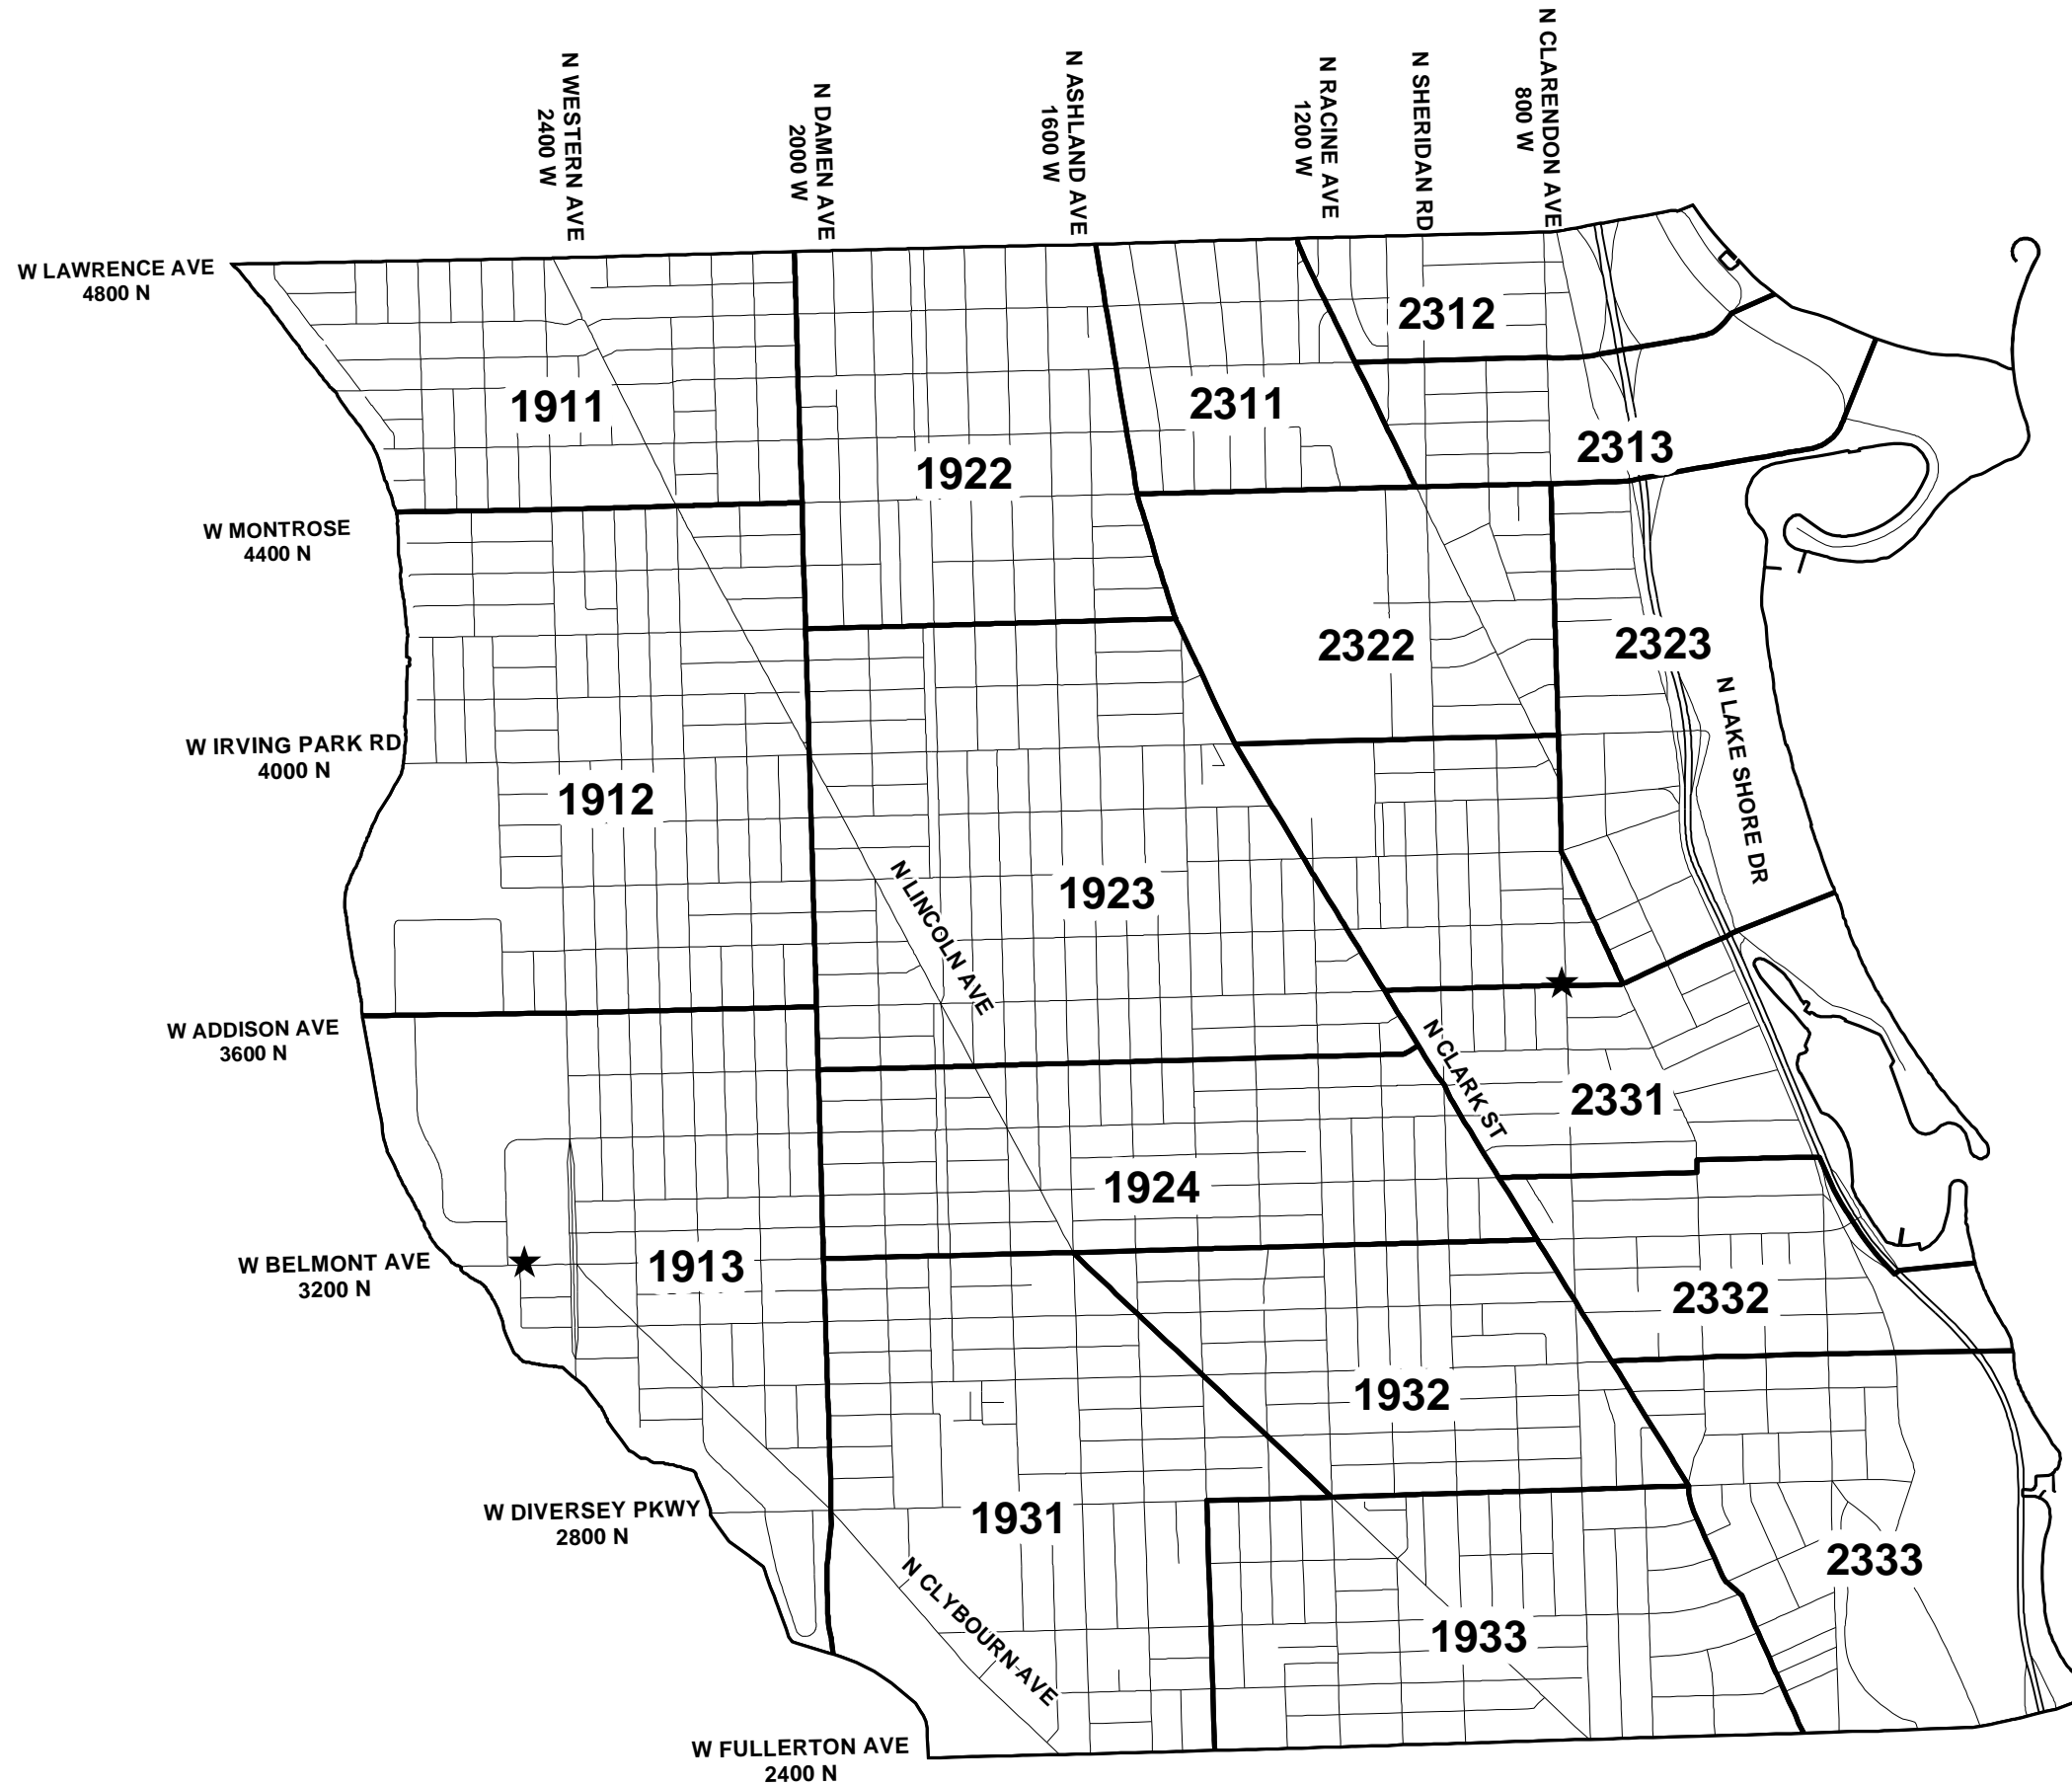 N WESTERN AVE
2400 W
N DAMEN AVE
2000 W
N ASHLAND AVE
1600 W
N RACINE AVE
1200 W
N SHERIDAN RD
N CLARENDON AVE
800 W
W LAWRENCE AVE
4800 N
2312
1911
2311
2313
1922
W MONTROSE
4400 N
2322
2323
N LAKE SHORE DR
W IRVING PARK RD
4000 N
1912
1923
N LINCOLN AVE
W ADDISON AVE
3600 N
N CLARK ST
2331
1924
W BELMONT AVE
3200 N
1913
2332
1932
W DIVERSEY PKWY
2800 N
1931
2333
N CLYBOURN AVE
1933
W FULLERTON AVE
2400 N